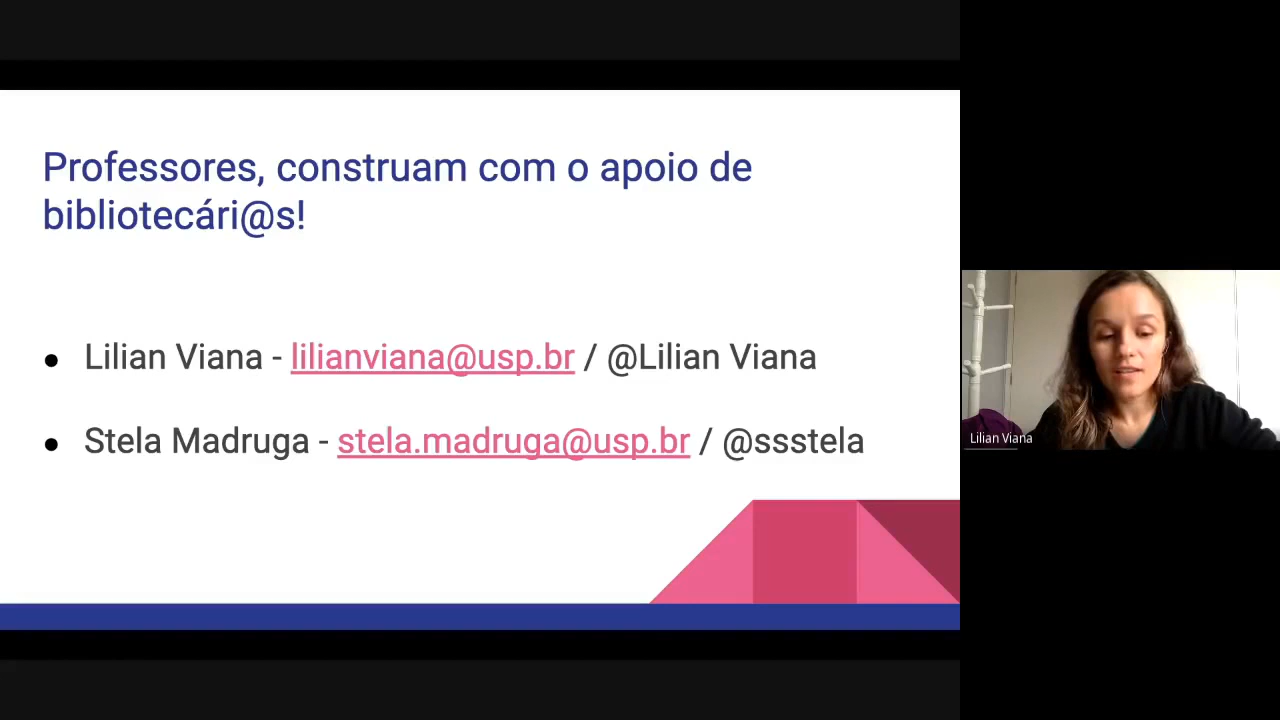 Professores, construam com o apoio de
bibliotecári@s!
● Lilian Viana - lilianviana@usp.br / @Lilian Viana
● Stela Madruga - stela.madruga@usp.br / @ssstela
Lilian Viana